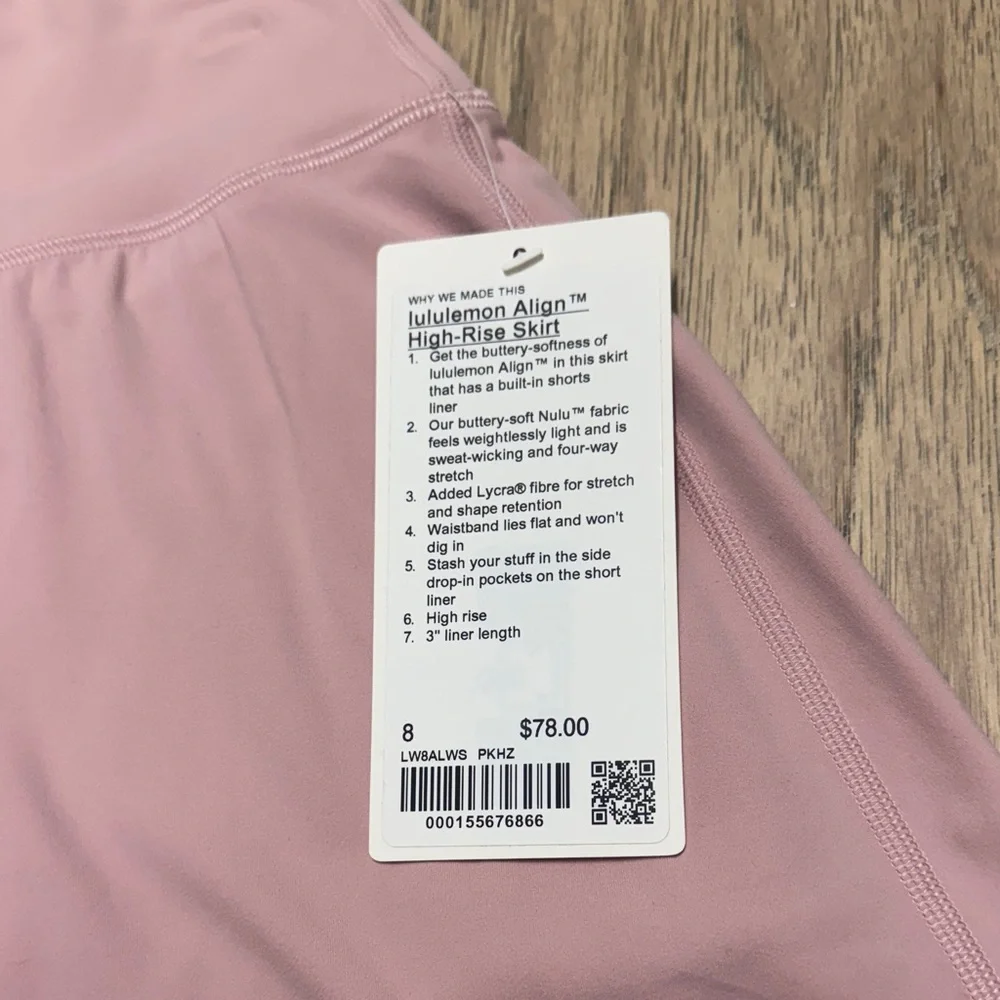 WHY WE MADE THIS
lululemon Align™
High-Rise Skirt
1. Get the buttery-softness of
lululemon Align™ in this skirt
that has a built-in shorts
liner
2. Our buttery-soft Nulu™ fabric
feels weightlessly light and is
sweat-wicking and four-way
stretch
3. Added Lycra® fibre for stretch
and shape retention
4. Waistband lies flat and won't
dig in
5. Stash your stuff in the side
drop-in pockets on the short
liner
6. High rise
7. 3" liner length
8 $78.00
LW8ALWS PKHZ
000155676866